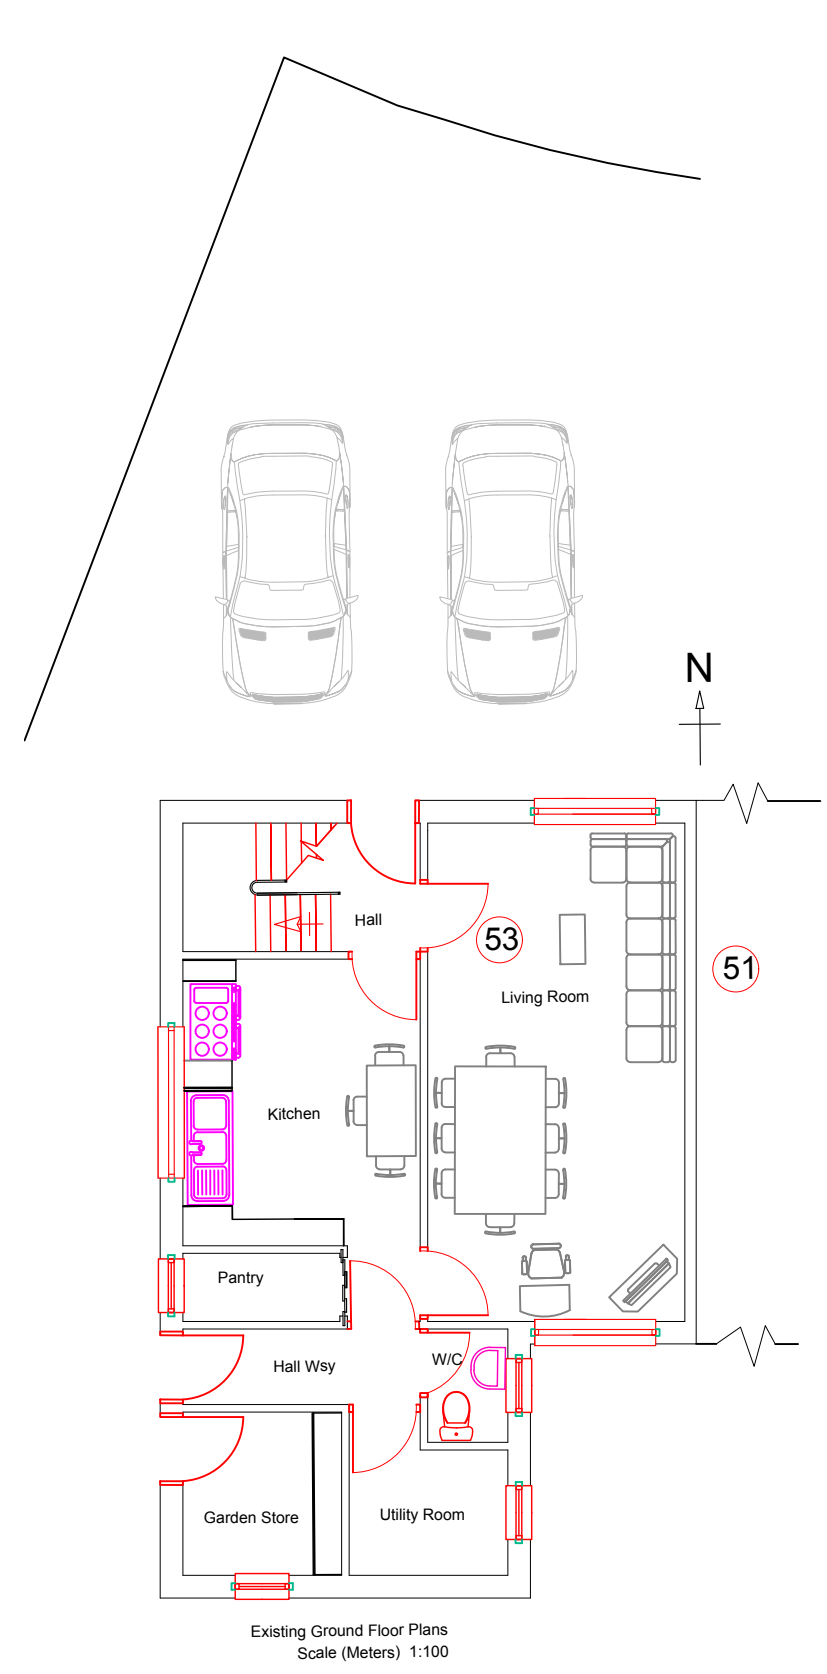 N
Hall
53
51
Living Room
Kitchen
Pantry
W/C
Hall Wsy
Garden Store
Utility Room
Existing Ground Floor Plans
Scale (Meters) 1:100